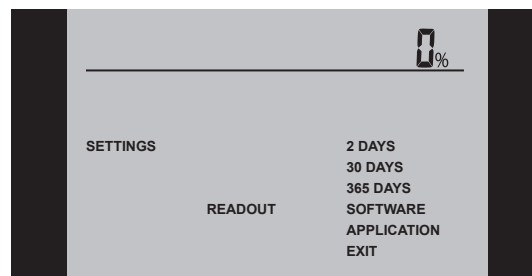 0%
SETTINGS 2 DAYS
30 DAYS
365 DAYS
READOUT SOFTWARE
APPLICATION
EXIT